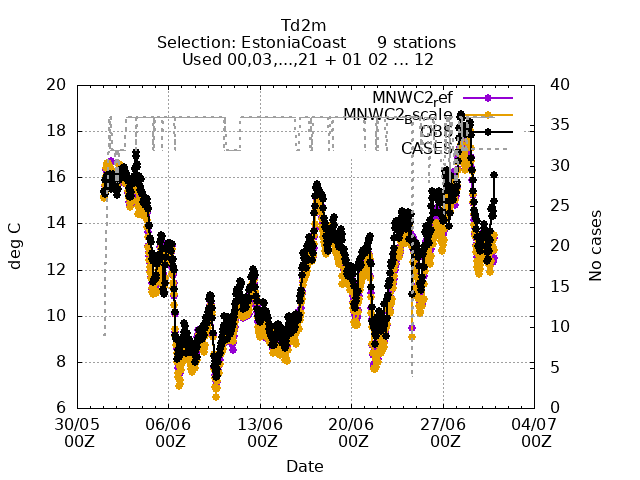 Td2m
Selection: EstoniaCoast 9 stations
Used 00,03,...,21 + 01 02 ... 12
MNWC2_ref
MNWC2_Bscale
OBS
CASES
deg C
20
18
16
14
12
10
8
6
No cases
40
35
30
25
20
15
10
5
0
30/05 06/06 13/06 20/06 27/06 04/07
00Z 00Z 00Z 00Z 00Z 00Z
Date